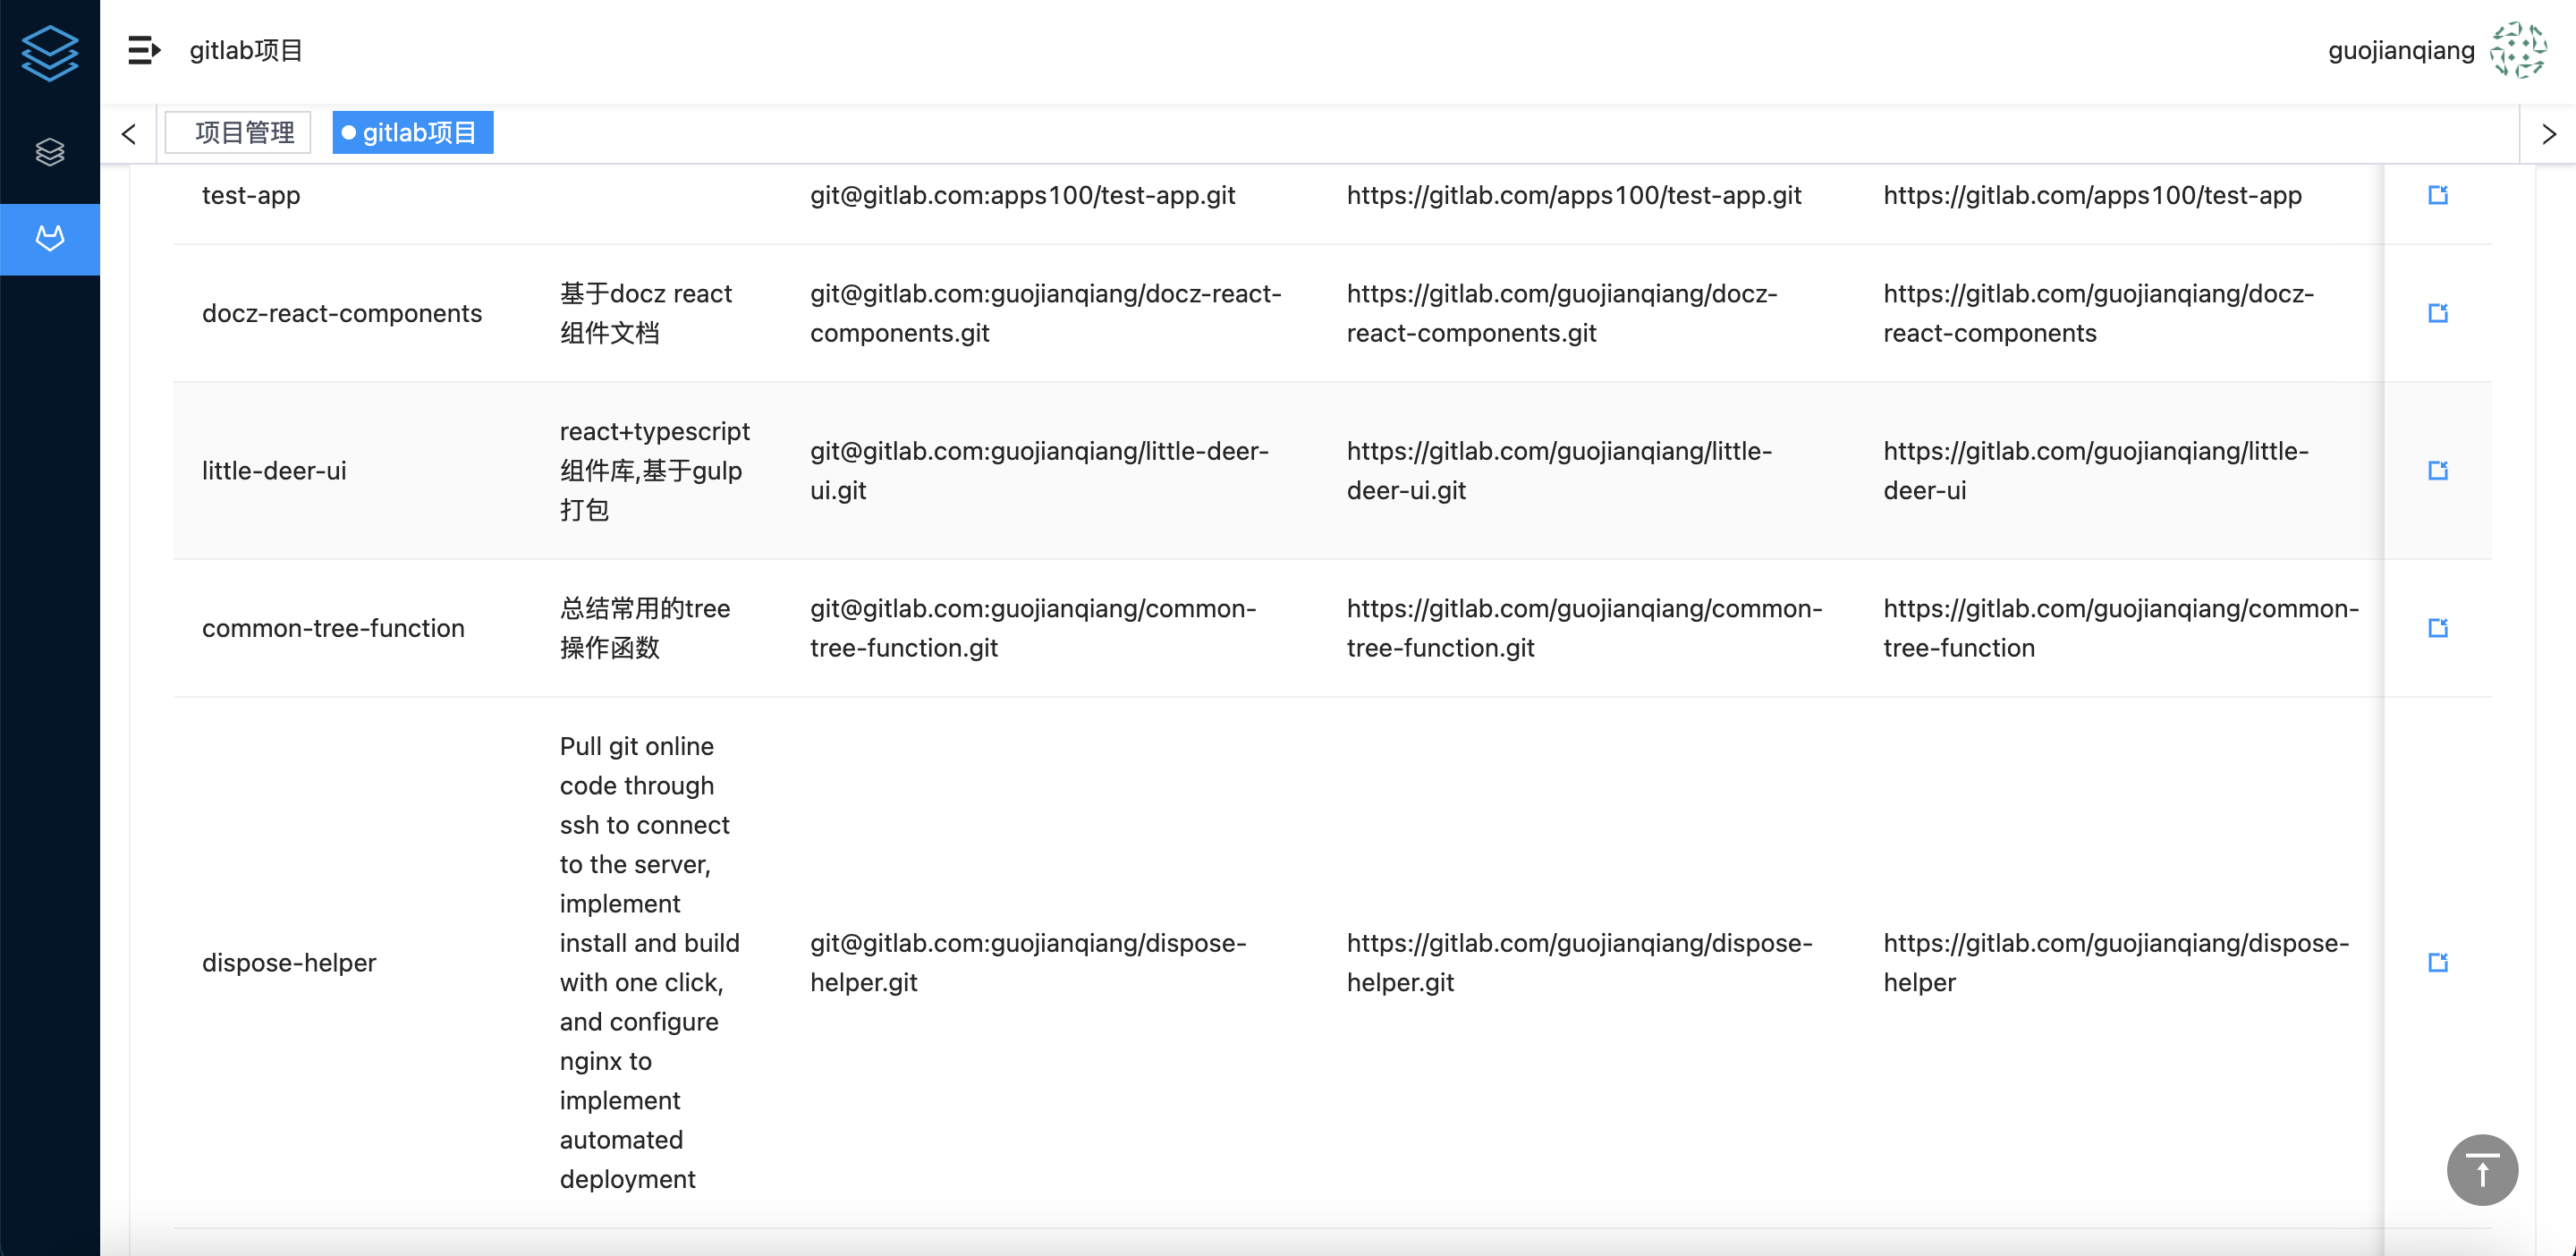 gitlab项目
guojianqiang
项目管理
gitlab项目
test-app
git@gitlab.com:apps100/test-app.git
https://gitlab.com/apps100/test-app.git
https://gitlab.com/apps100/test-app
docz-react-components
基于docz react
组件文档
git@gitlab.com:guojianqiang/docz-react-
components.git
https://gitlab.com/guojianqiang/docz-
react-components.git
https://gitlab.com/guojianqiang/docz-
react-components
little-deer-ui
react+typescript
组件库,基于gulp
打包
git@gitlab.com:guojianqiang/little-deer-
ui.git
https://gitlab.com/guojianqiang/little-
deer-ui.git
https://gitlab.com/guojianqiang/little-
deer-ui
common-tree-function
总结常用的tree
操作函数
git@gitlab.com:guojianqiang/common-
tree-function.git
https://gitlab.com/guojianqiang/common-
tree-function.git
https://gitlab.com/guojianqiang/common-
tree-function
dispose-helper
Pull git online
code through
ssh to connect
to the server,
implement
install and build
with one click,
and configure
nginx to
implement
automated
deployment
git@gitlab.com:guojianqiang/dispose-
helper.git
https://gitlab.com/guojianqiang/dispose-
helper.git
https://gitlab.com/guojianqiang/dispose-
helper